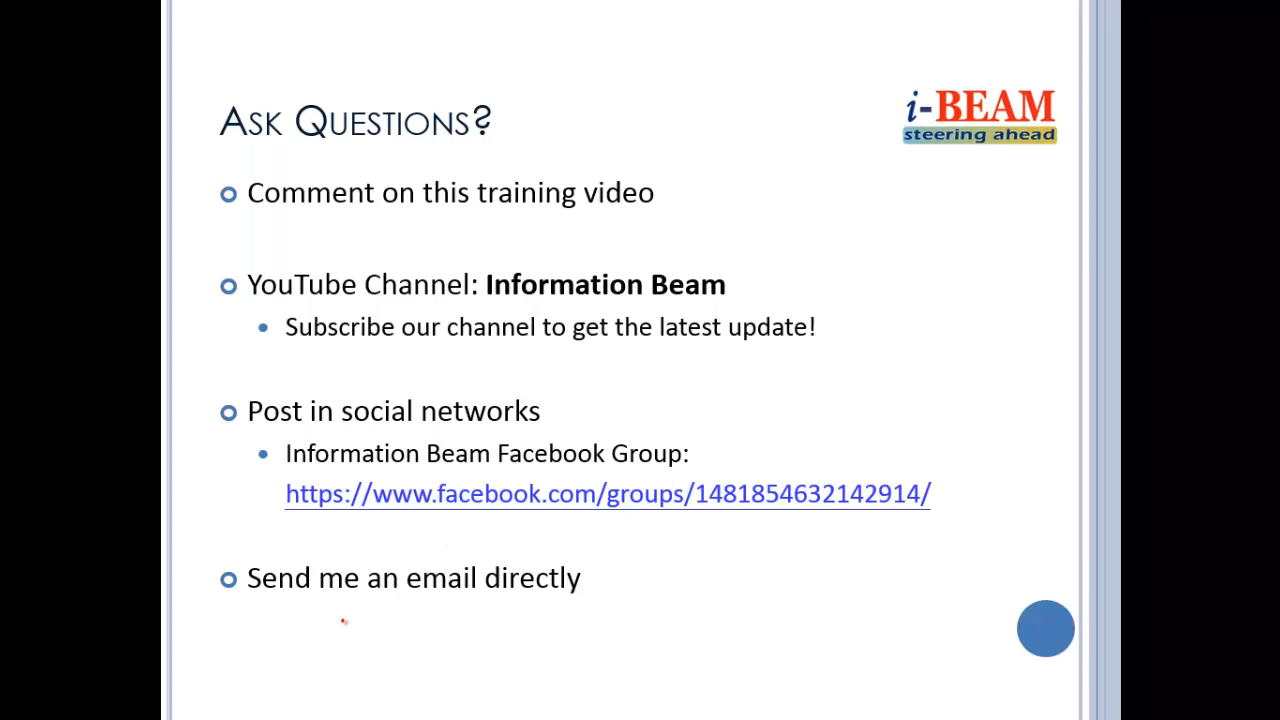 Ask Questions?
i-BEAM
steering ahead
Comment on this training video
YouTube Channel: Information Beam
Subscribe our channel to get the latest update!
Post in social networks
Information Beam Facebook Group:
https://www.facebook.com/groups/1481854632142914/
Send me an email directly